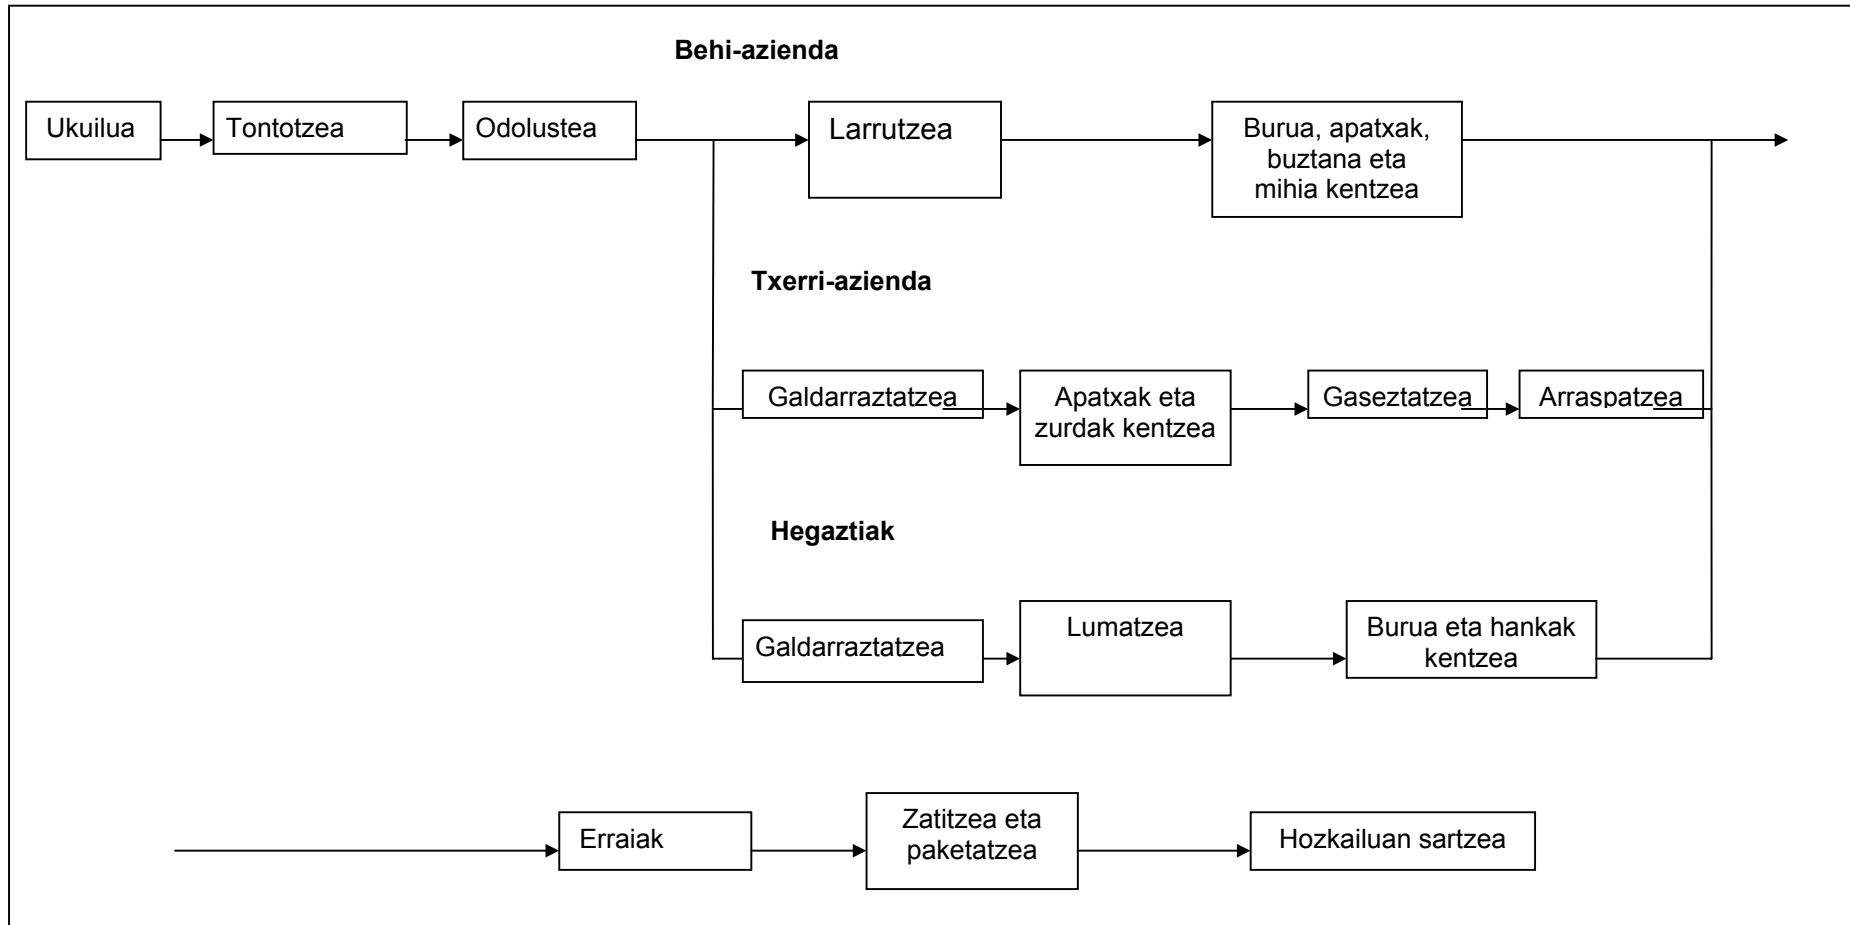 Behi-azienda
Ukuilua
Tontotzea
Odolustea
Larrutzea
Burua, apatxak,
buztana eta
mihia kentzea
Txerri-azienda
Galdarraztatzea
Apatxak eta
zurdak kentzea
Gaseztatzea
Arraspatzea
Hegaztiak
Galdarraztatzea
Lumatzea
Burua eta hankak
kentzea
Erraiak
Zatitzea eta
paketatzea
Hozkailuan sartzea